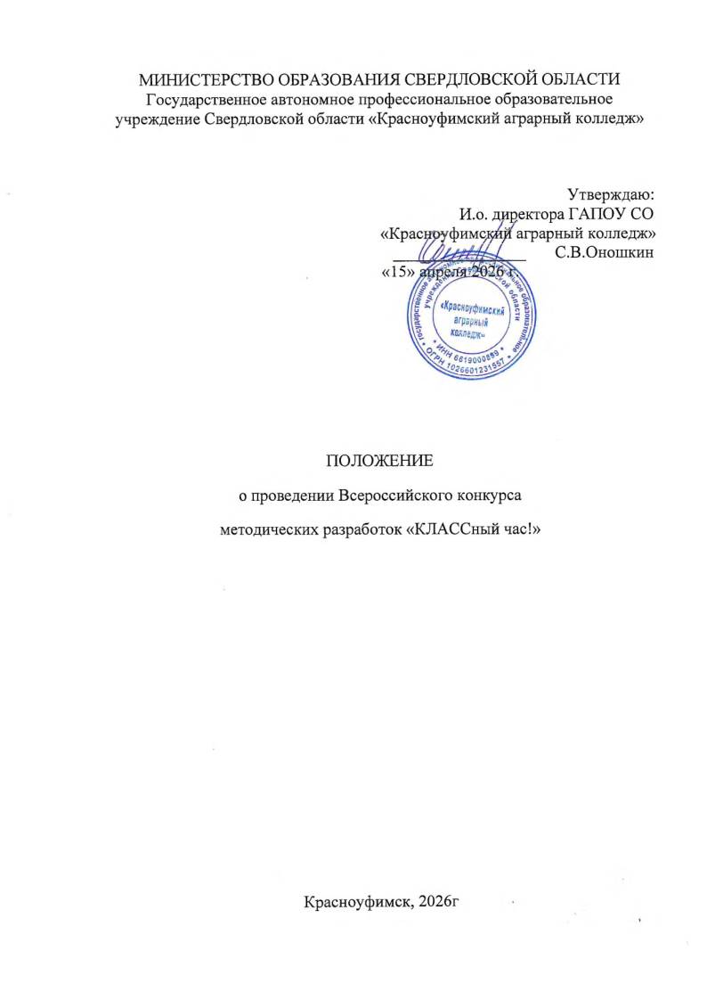 МИНИСТЕРСТВО ОБРАЗОВАНИЯ СВЕРДЛОВСКОЙ ОБЛАСТИ
Государственное автономное профессиональное образовательное
учреждение Свердловской области «Красноуфимский аграрный колледж»
Утверждаю:
И.о. директора ГАПОУ СО
«Красноуфимский аграрный колледж»
С.В.Оношкин
«15» апреля 2026 г.
«Красноуфимский
аграрный
колледж»
* ИНН 6619000889 *
* ОГРН 1026601231557 *
ПОЛОЖЕНИЕ
о проведении Всероссийского конкурса
методических разработок «КЛАССный час!»
Красноуфимск, 2026г